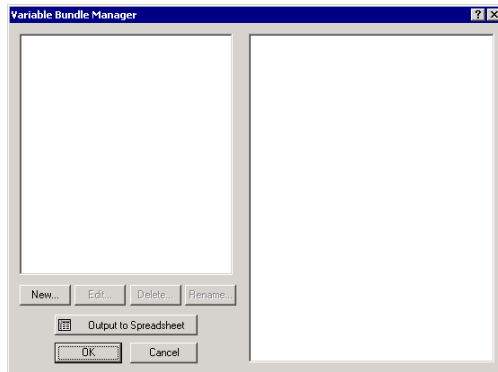 Variable Bundle Manager
New... Edit... Delete... Rename...
Output to Spreadsheet
OK Cancel